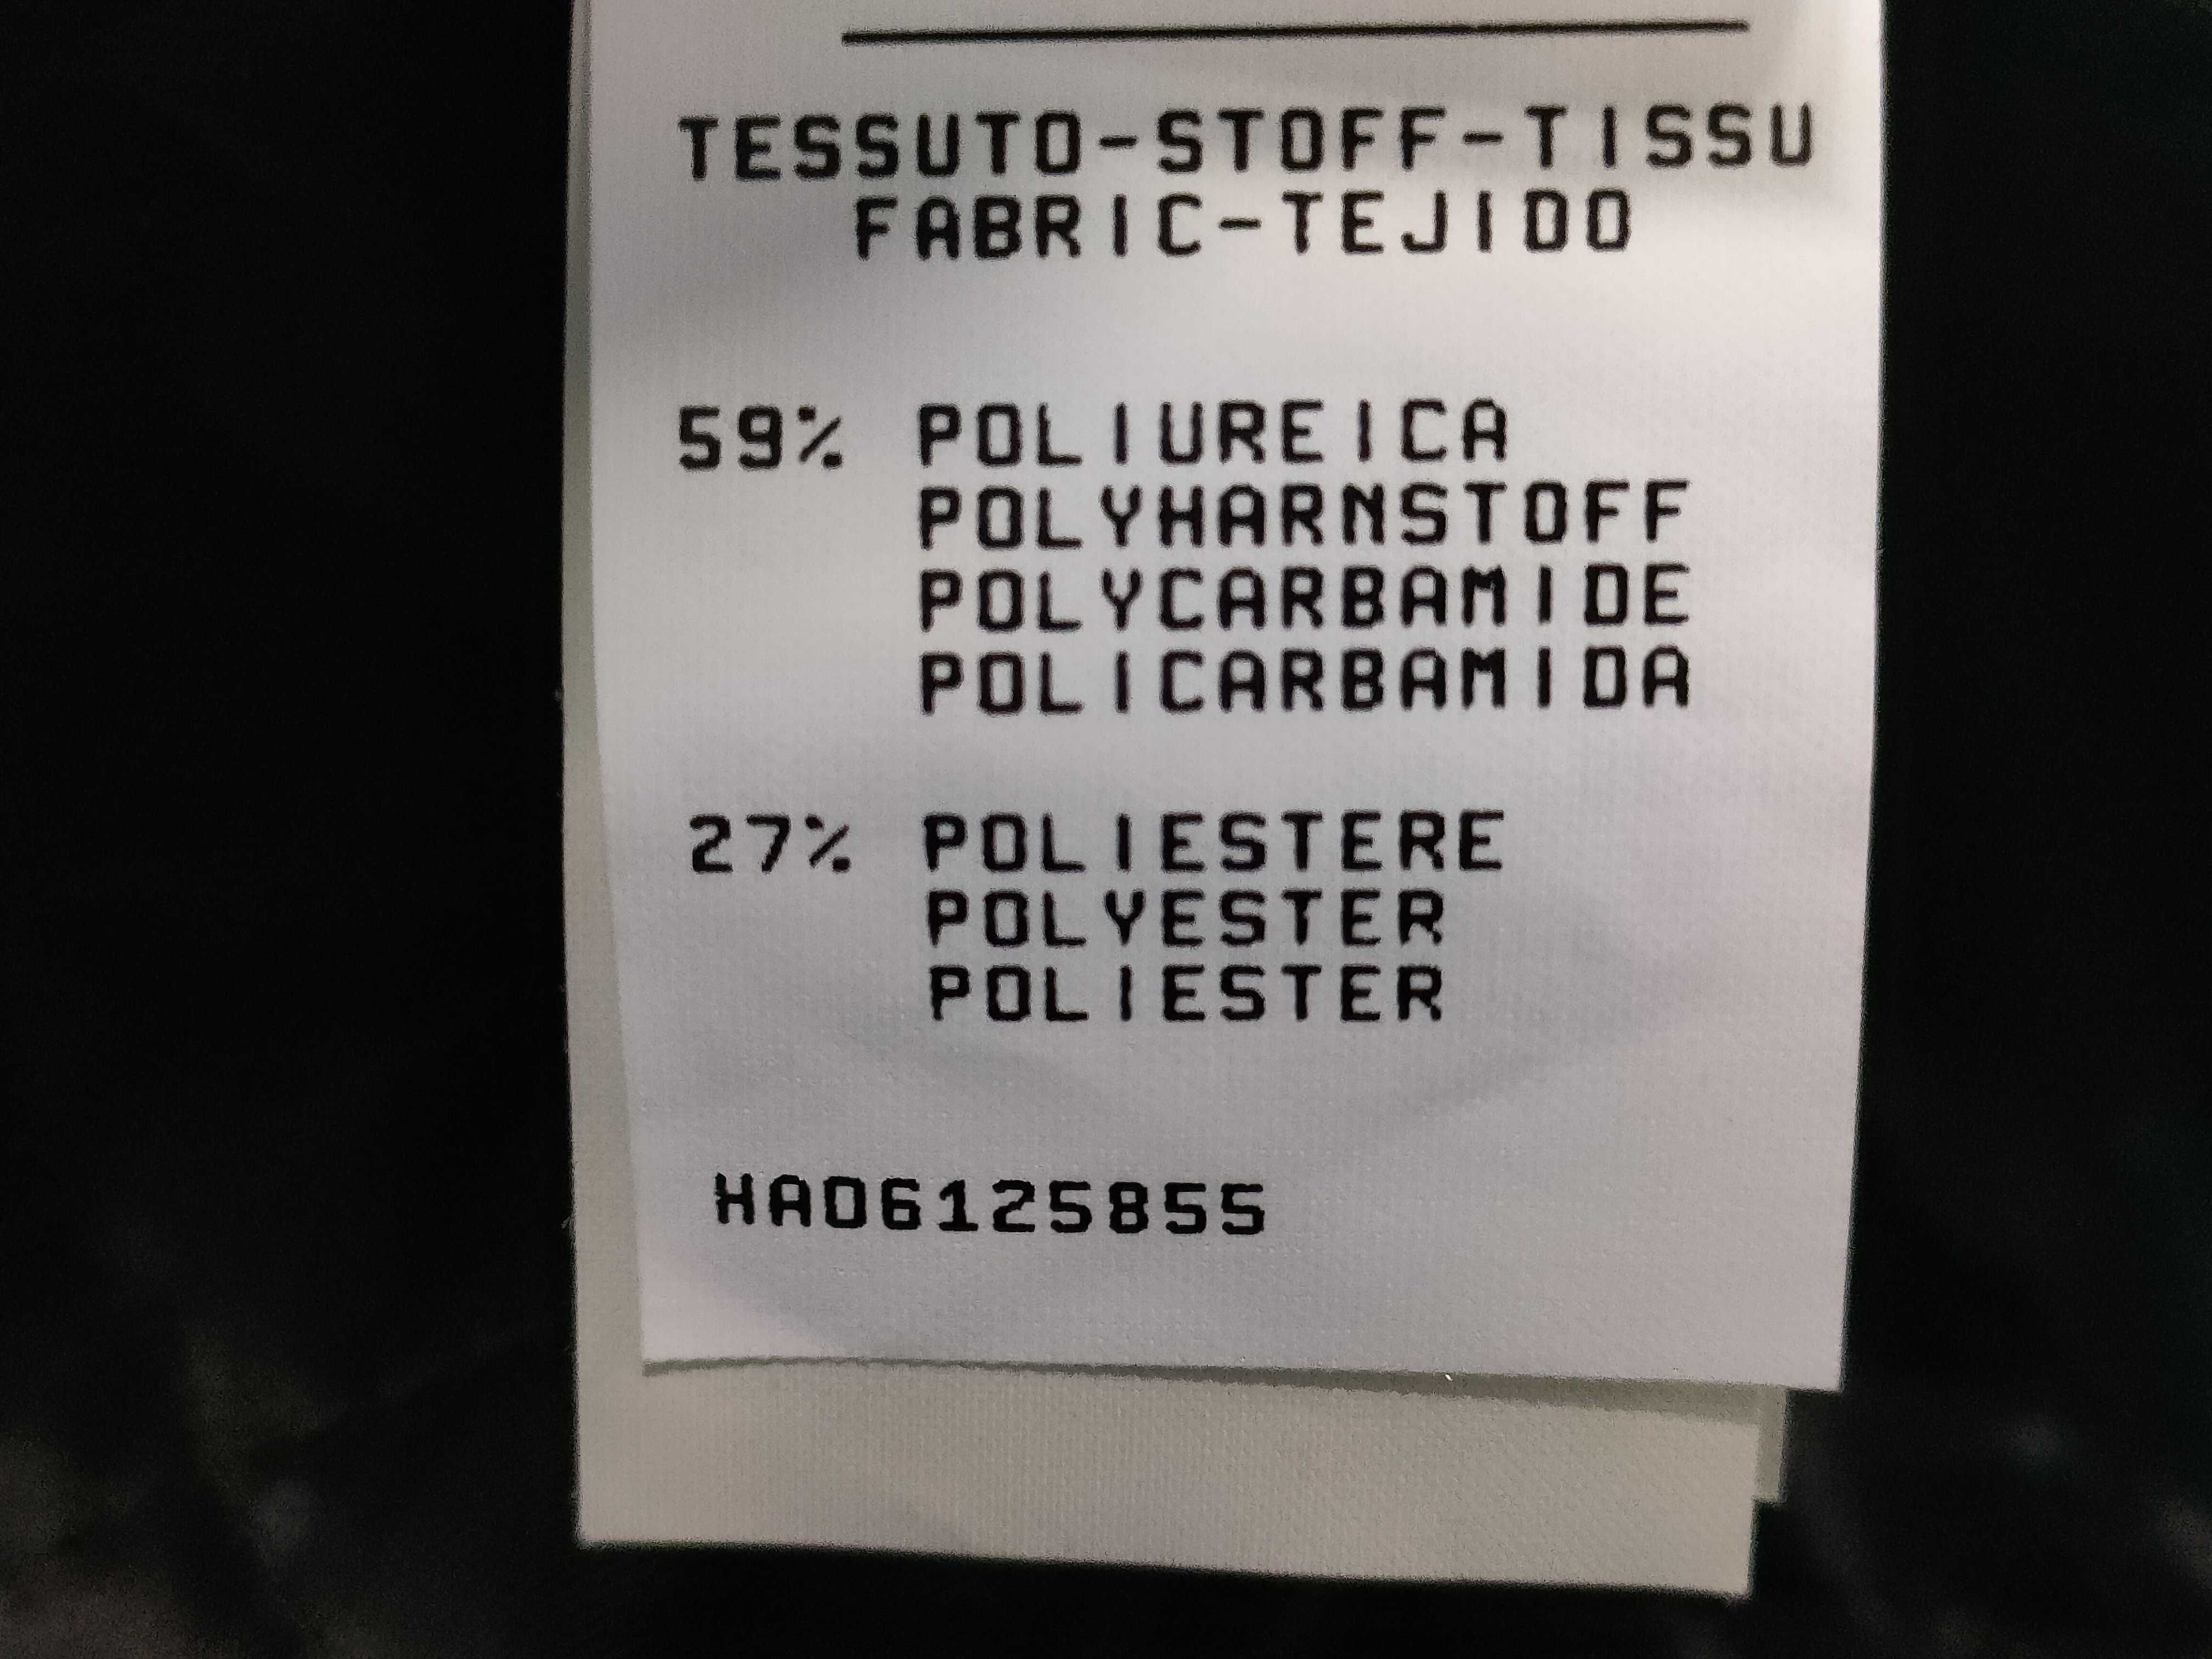 TESSUTO-STOFF-TISSU
FABRIC-TEJIDO
59% POLIUREICA
POLYHARNSTOFF
POLYCARBAMIDE
POLICARBAMIDA
27% POLIESTERE
POLYESTER
POLIESTER
HA06125855